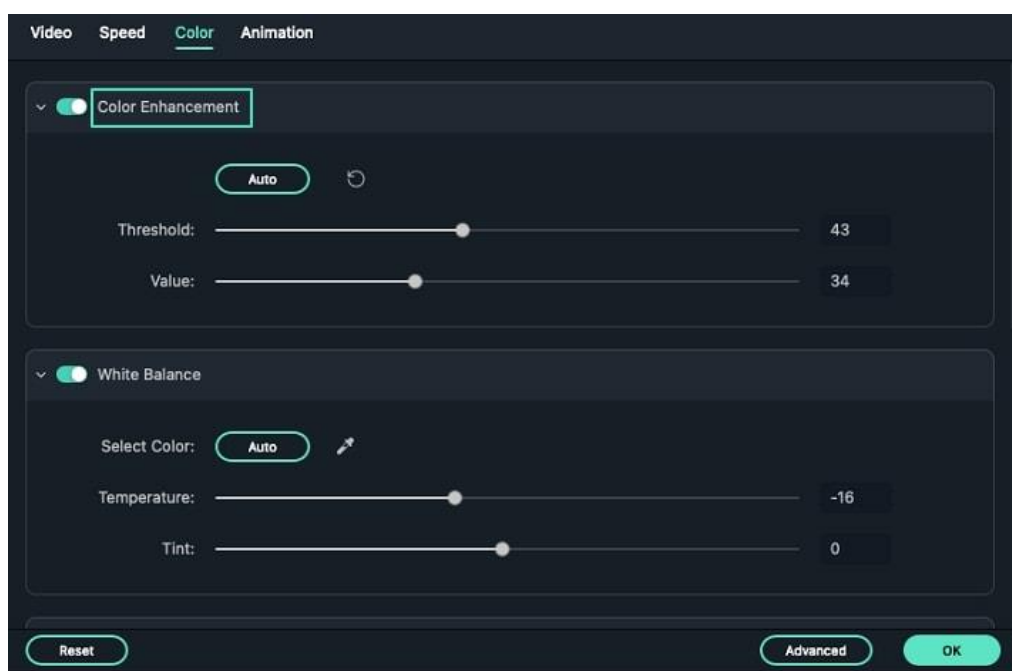 Video Speed Color Animation
Color Enhancement
Auto
Threshold: 43
Value: 34
White Balance
Select Color: Auto
Temperature: -16
Tint: 0
Reset Advanced OK